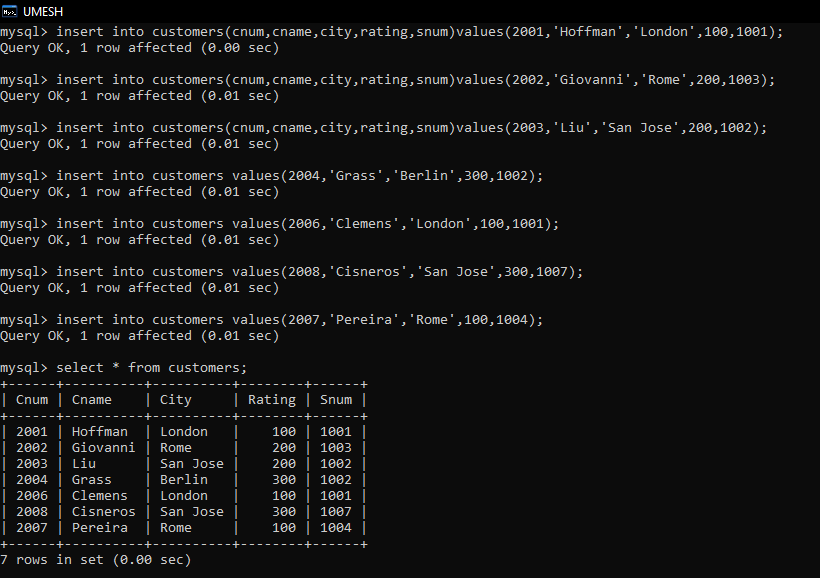 UMESH
mysql> insert into customers(cnum,cname,city,rating,snum)values(2001,'Hoffman','London',100,1001);
Query OK, 1 row affected (0.00 sec)
mysql> insert into customers(cnum,cname,city,rating,snum)values(2002,'Giovanni','Rome',200,1003);
Query OK, 1 row affected (0.01 sec)
mysql> insert into customers(cnum,cname,city,rating,snum)values(2003,'Liu','San Jose',200,1002);
Query OK, 1 row affected (0.01 sec)
mysql> insert into customers values(2004,'Grass','Berlin',300,1002);
Query OK, 1 row affected (0.01 sec)
mysql> insert into customers values(2006,'Clemens','London',100,1001);
Query OK, 1 row affected (0.01 sec)
mysql> insert into customers values(2008,'Cisneros','San Jose',300,1007);
Query OK, 1 row affected (0.01 sec)
mysql> insert into customers values(2007,'Pereira','Rome',100,1004);
Query OK, 1 row affected (0.01 sec)
mysql> select * from customers;
+------+----------+----------+--------+------+
| Cnum | Cname    | City     | Rating | Snum |
+------+----------+----------+--------+------+
| 2001 | Hoffman  | London   |    100 | 1001 |
| 2002 | Giovanni | Rome     |    200 | 1003 |
| 2003 | Liu      | San Jose |    200 | 1002 |
| 2004 | Grass    | Berlin   |    300 | 1002 |
| 2006 | Clemens  | London   |    100 | 1001 |
| 2008 | Cisneros | San Jose |    300 | 1007 |
| 2007 | Pereira  | Rome     |    100 | 1004 |
+------+----------+----------+--------+------+
7 rows in set (0.00 sec)